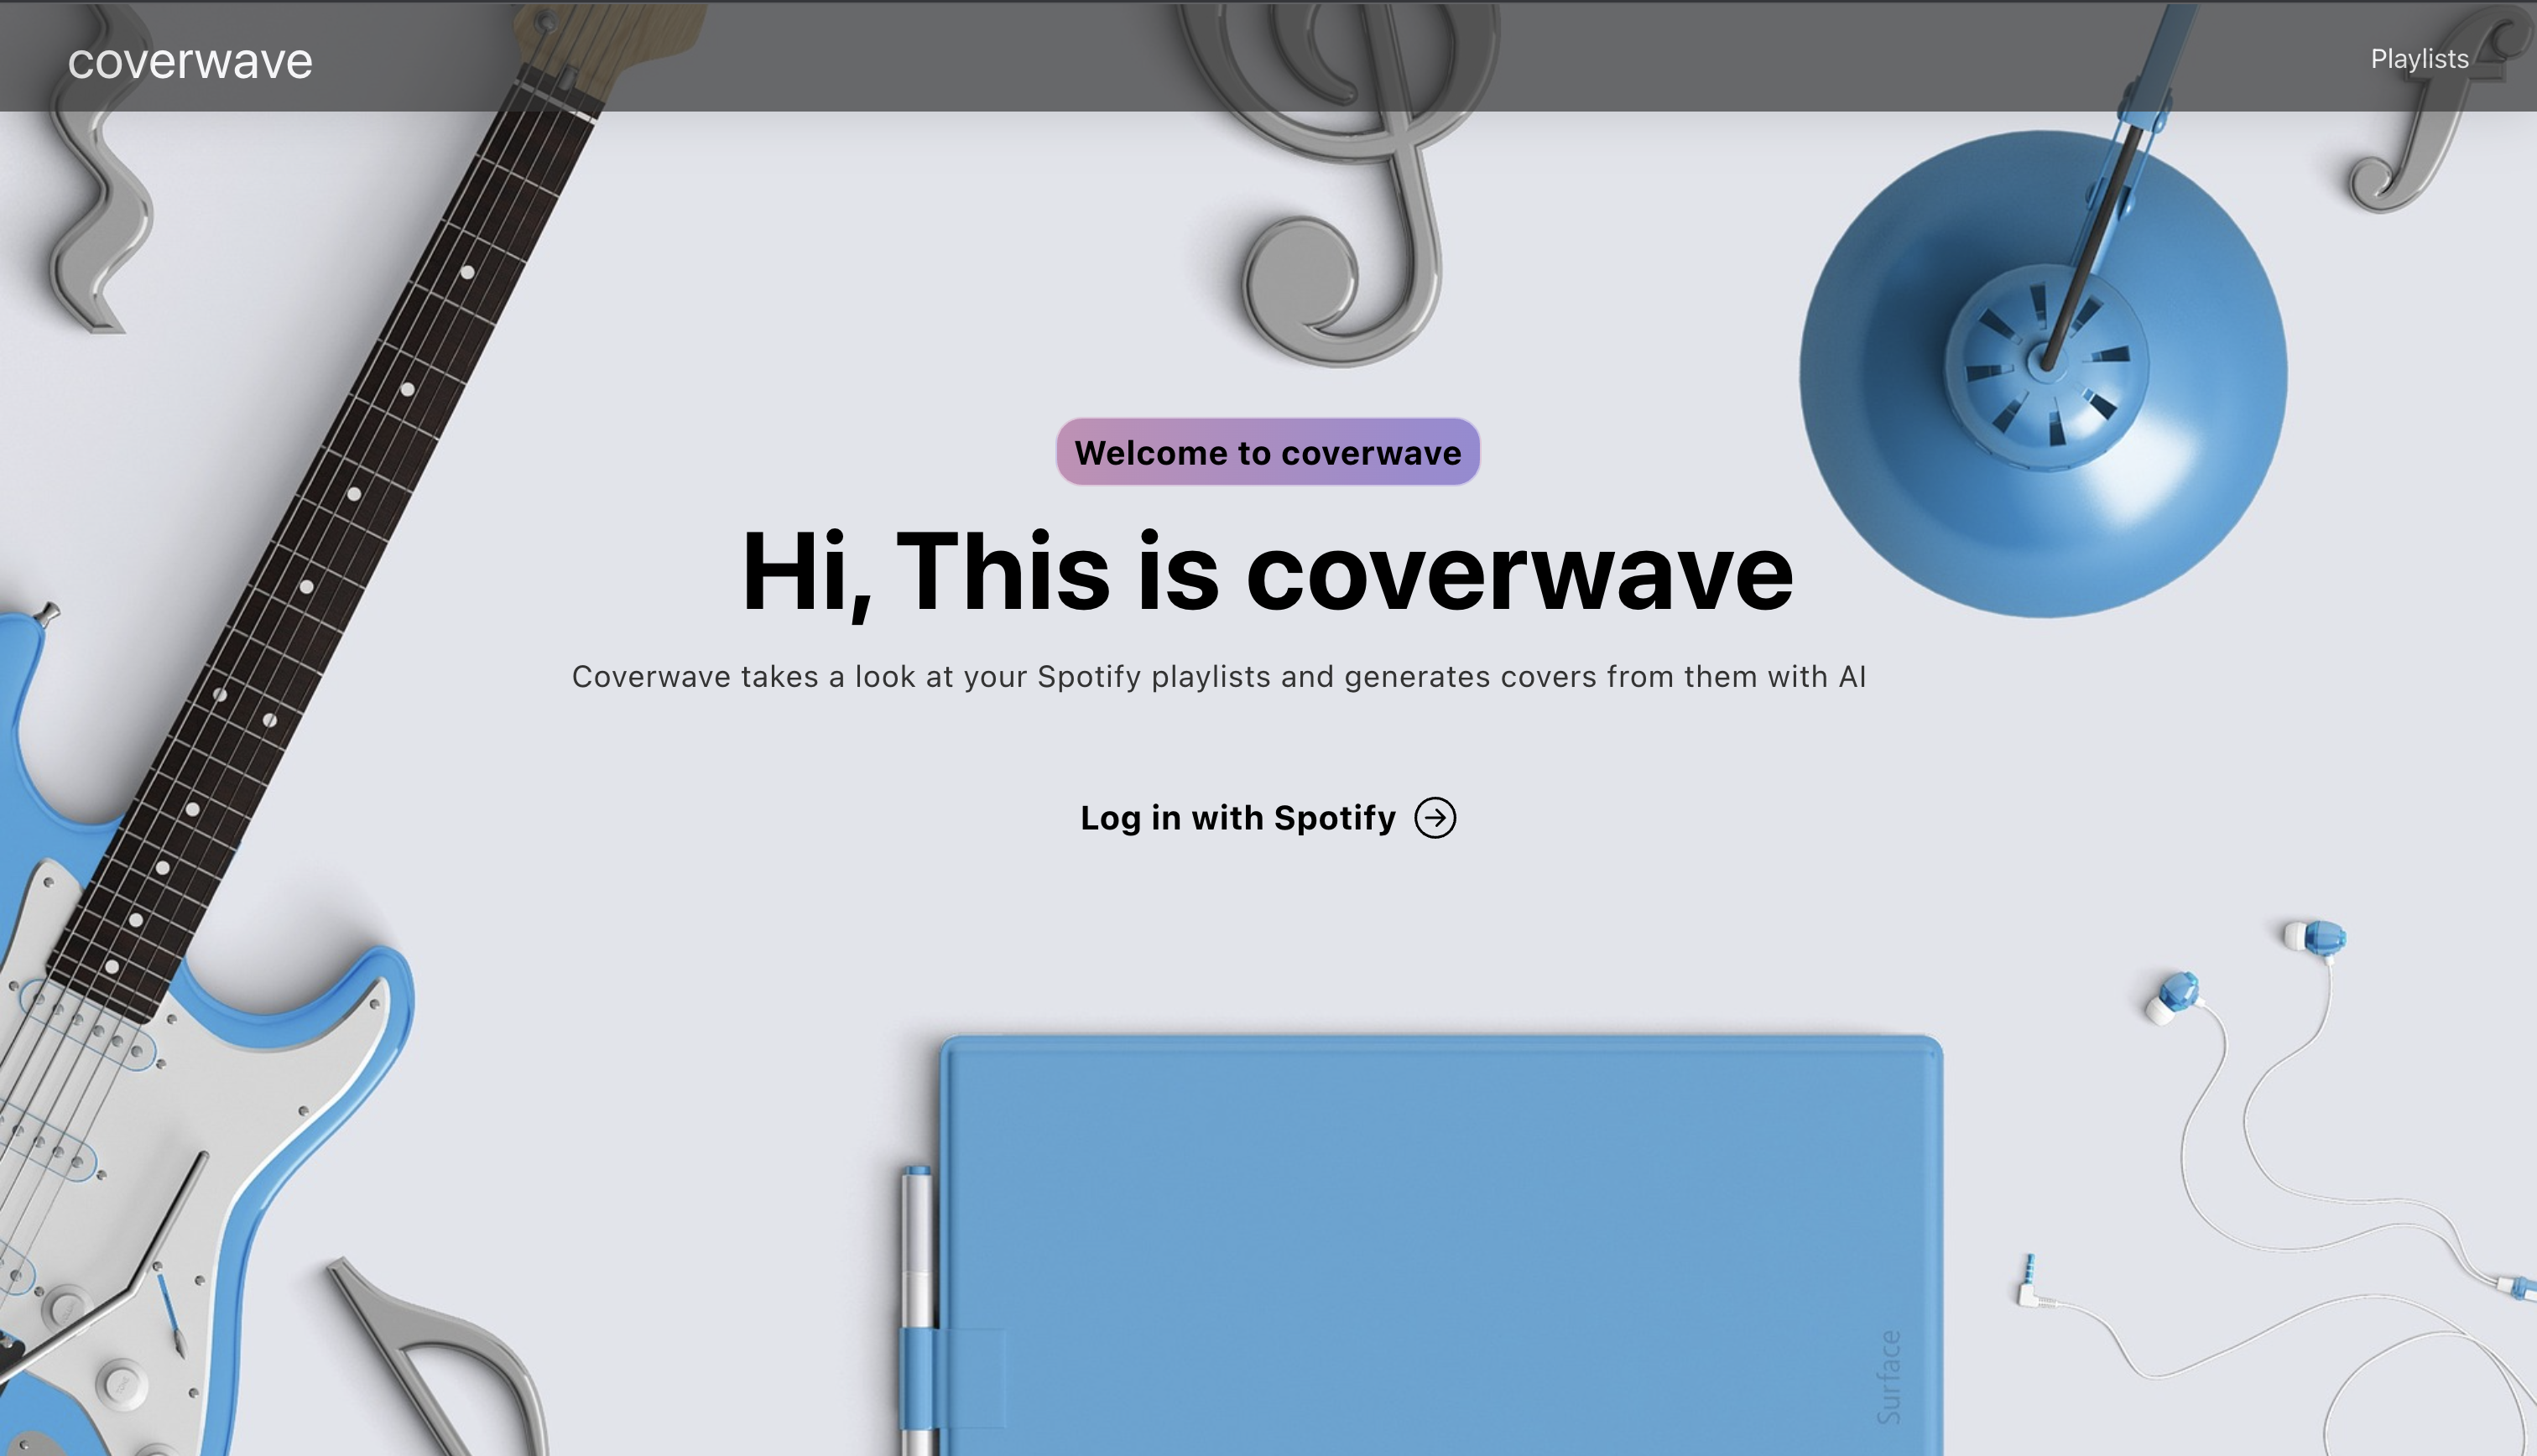 coverwave
Playlists
Welcome to coverwave
Hi, This is coverwave
Coverwave takes a look at your Spotify playlists and generates covers from them with AI
Log in with Spotify
Surface